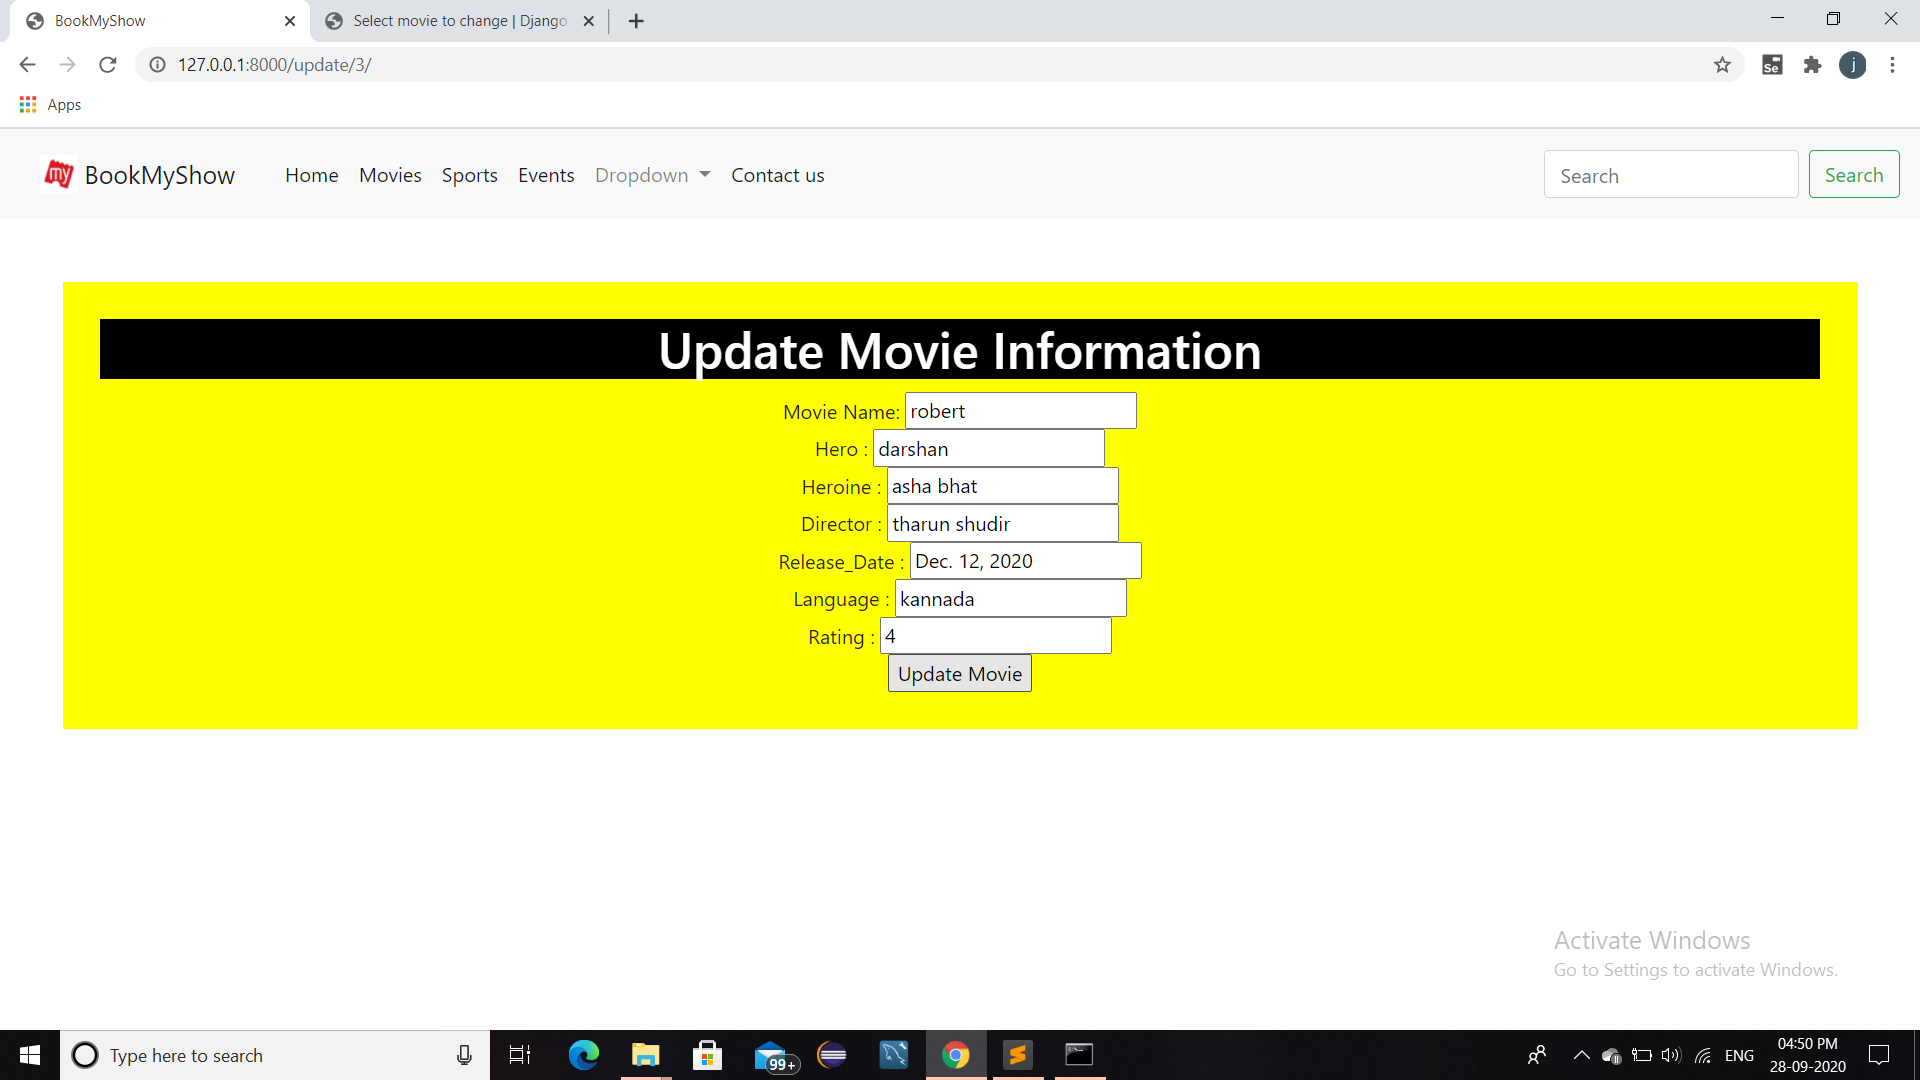 BookMyShow
Select movie to change | Django
127.0.0.1:8000/update/3/
Se
j
Apps
my BookMyShow Home Movies Sports Events Dropdown Contact us Search Search
Update Movie Information
Movie Name: robert
Hero : darshan
Heroine : asha bhat
Director : tharun shudir
Release_Date : Dec. 12, 2020
Language : kannada
Rating : 4
Update Movie
Activate Windows
Go to Settings to activate Windows.
Type here to search
99+
ENG
04:50 PM
28-09-2020